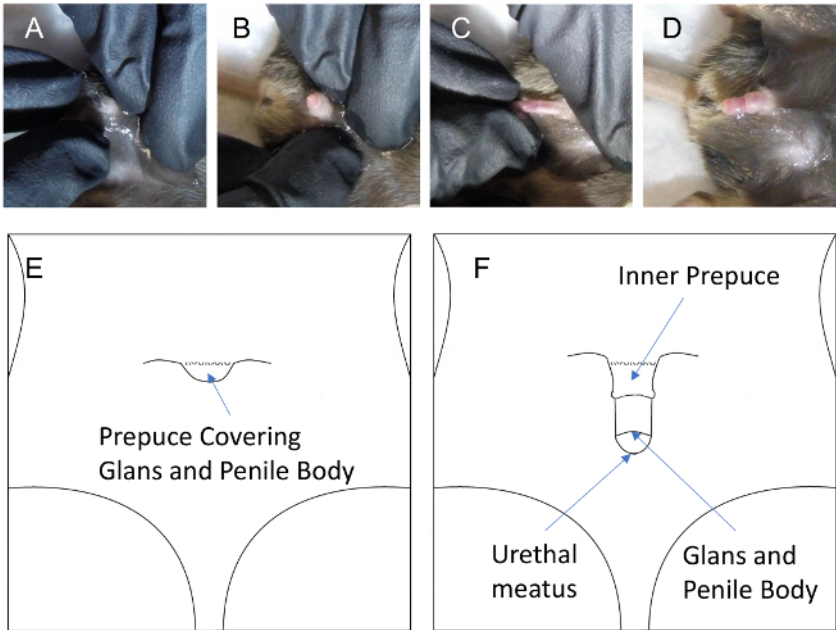 A
B
C
D
E
Prepuce Covering
Glans and Penile Body
F
Inner Prepuce
Urethal
meatus
Glans and
Penile Body